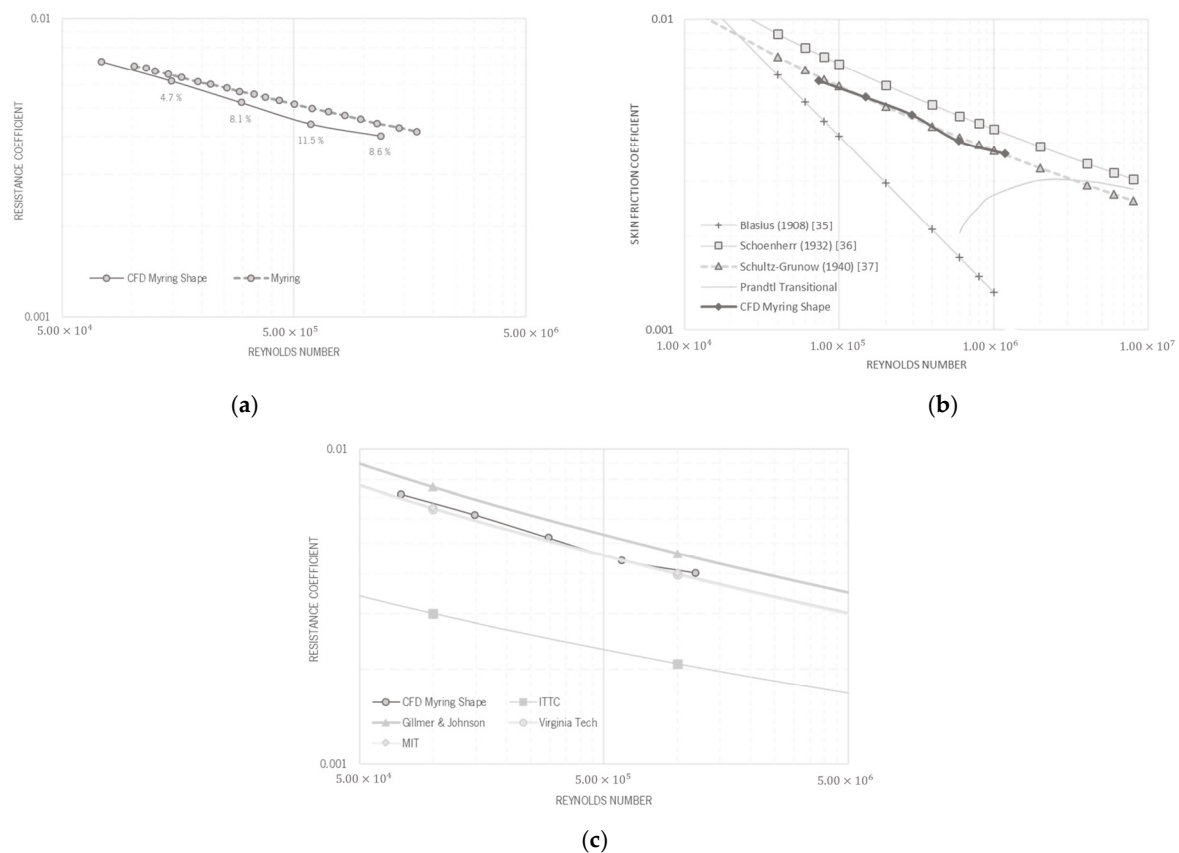 0.01
RESISTANCE COEFFICIENT
4.7 %
8.1 %
11.5 %
8.6 %
CFD Myring Shape
Myring
0.001
5.00 × 10⁴
5.00 × 10⁵
5.00 × 10⁶
REYNOLDS NUMBER
(a)
0.01
SKIN FRICTION COEFFICIENT
Blasius (1908) [35]
Schoenherr (1932) [36]
Schultz-Grunow (1940) [37]
Prandtl Transitional
CFD Myring Shape
0.001
1.00 × 10⁴
1.00 × 10⁵
1.00 × 10⁶
1.00 × 10⁷
REYNOLDS NUMBER
(b)
0.01
RESISTANCE COEFFICIENT
CFD Myring Shape
ITTC
Gillmer & Johnson
Virginia Tech
MIT
0.001
5.00 × 10⁴
5.00 × 10⁵
5.00 × 10⁶
REYNOLDS NUMBER
(c)